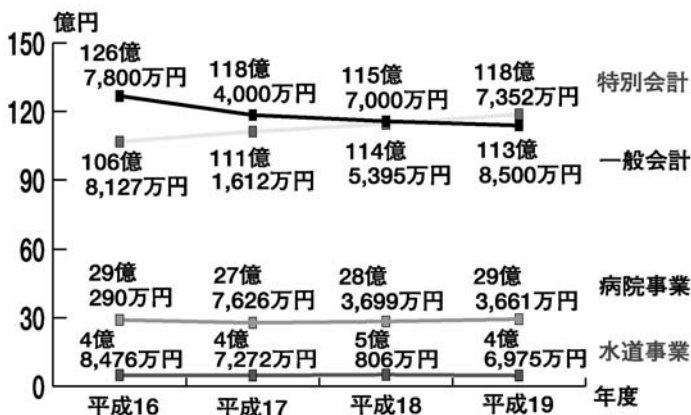 億円
150
120
90
60
30
0
126億
7,800万円
118億
4,000万円
115億
7,000万円
118億
7,352万円
特別会計
106億
8,127万円
111億
1,612万円
114億
5,395万円
113億
8,500万円
一般会計
29億
290万円
27億
7,626万円
28億
3,699万円
29億
3,661万円
病院事業
4億
8,476万円
4億
7,272万円
5億
806万円
4億
6,975万円
水道事業
平成16
平成17
平成18
平成19
年度